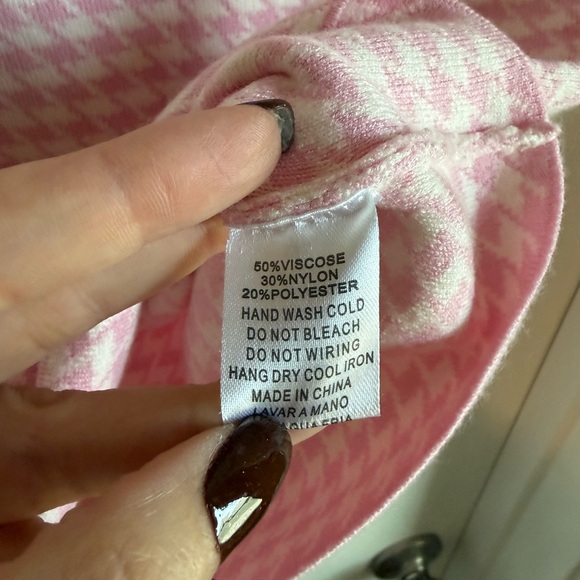 50%VISCOSE
30%NYLON
20%POLYESTER
HAND WASH COLD
DO NOT BLEACH
DO NOT WIRING
HANG DRY COOL IRON
MADE IN CHINA
LAVAR A MANO